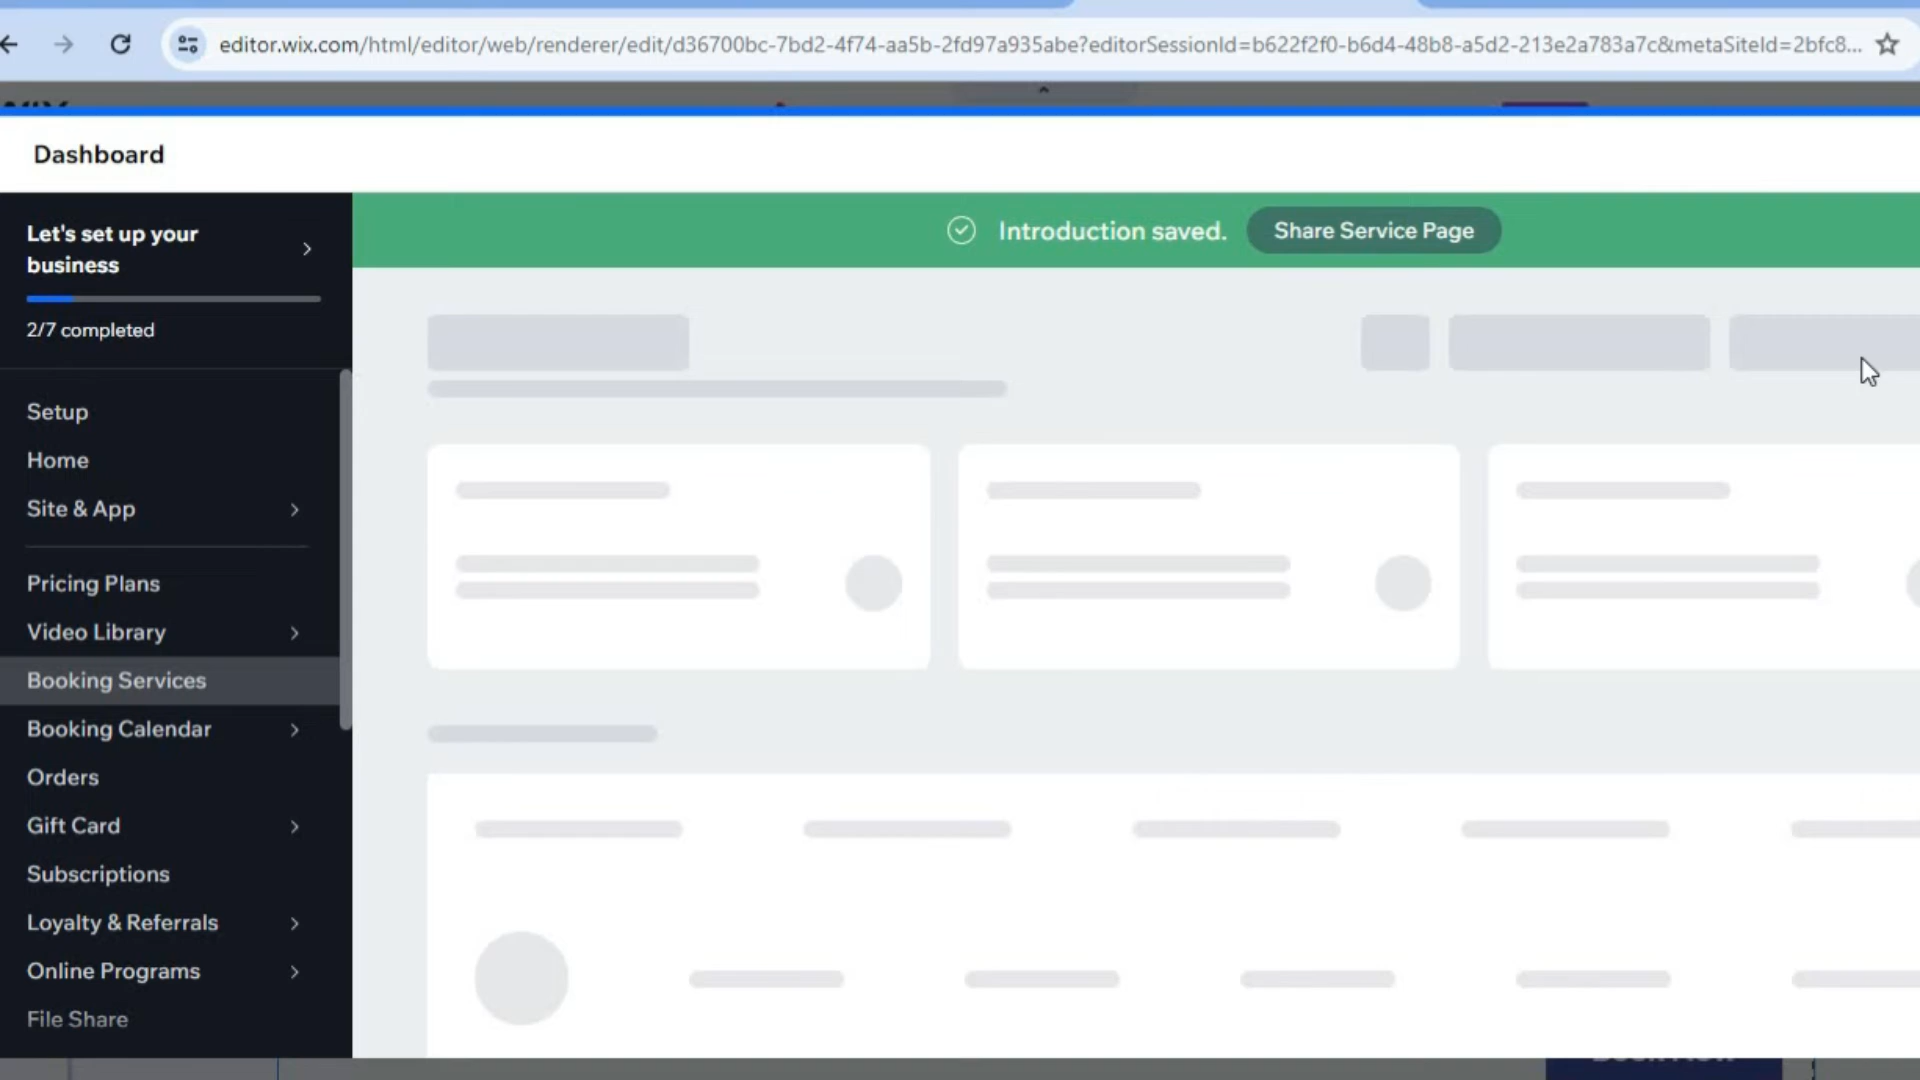 editor.wix.com/html/editor/web/renderer/edit/d36700bc-7bd2-4f74-aa5b-2fd97a935abe?editorSessionId=b622f2f0-b6d4-48b8-a5d2-213e2a783a7c&metaSiteId=2bfc8...
Dashboard
Let's set up your
business
2/7 completed
Introduction saved.
Share Service Page
Setup
Home
Site & App
Pricing Plans
Video Library
Booking Services
Booking Calendar
Orders
Gift Card
Subscriptions
Loyalty & Referrals
Online Programs
File Share